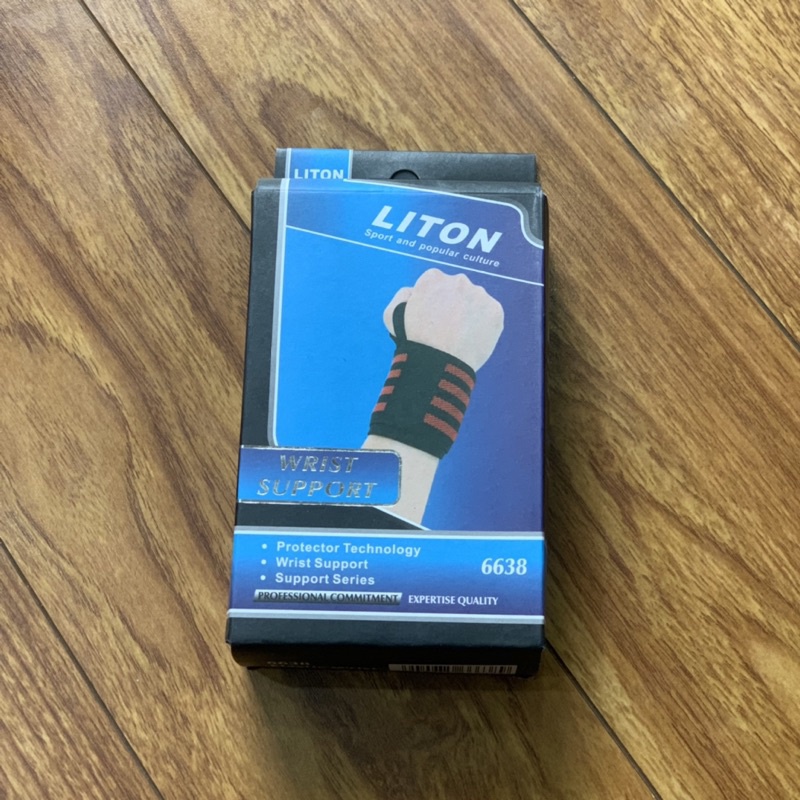 LITON
LITON
Sport and popular culture
WRIST
SUPPORT
• Protector Technology
• Wrist Support
• Support Series
6638
PROFESSIONAL COMMITMENT EXPERTISE QUALITY